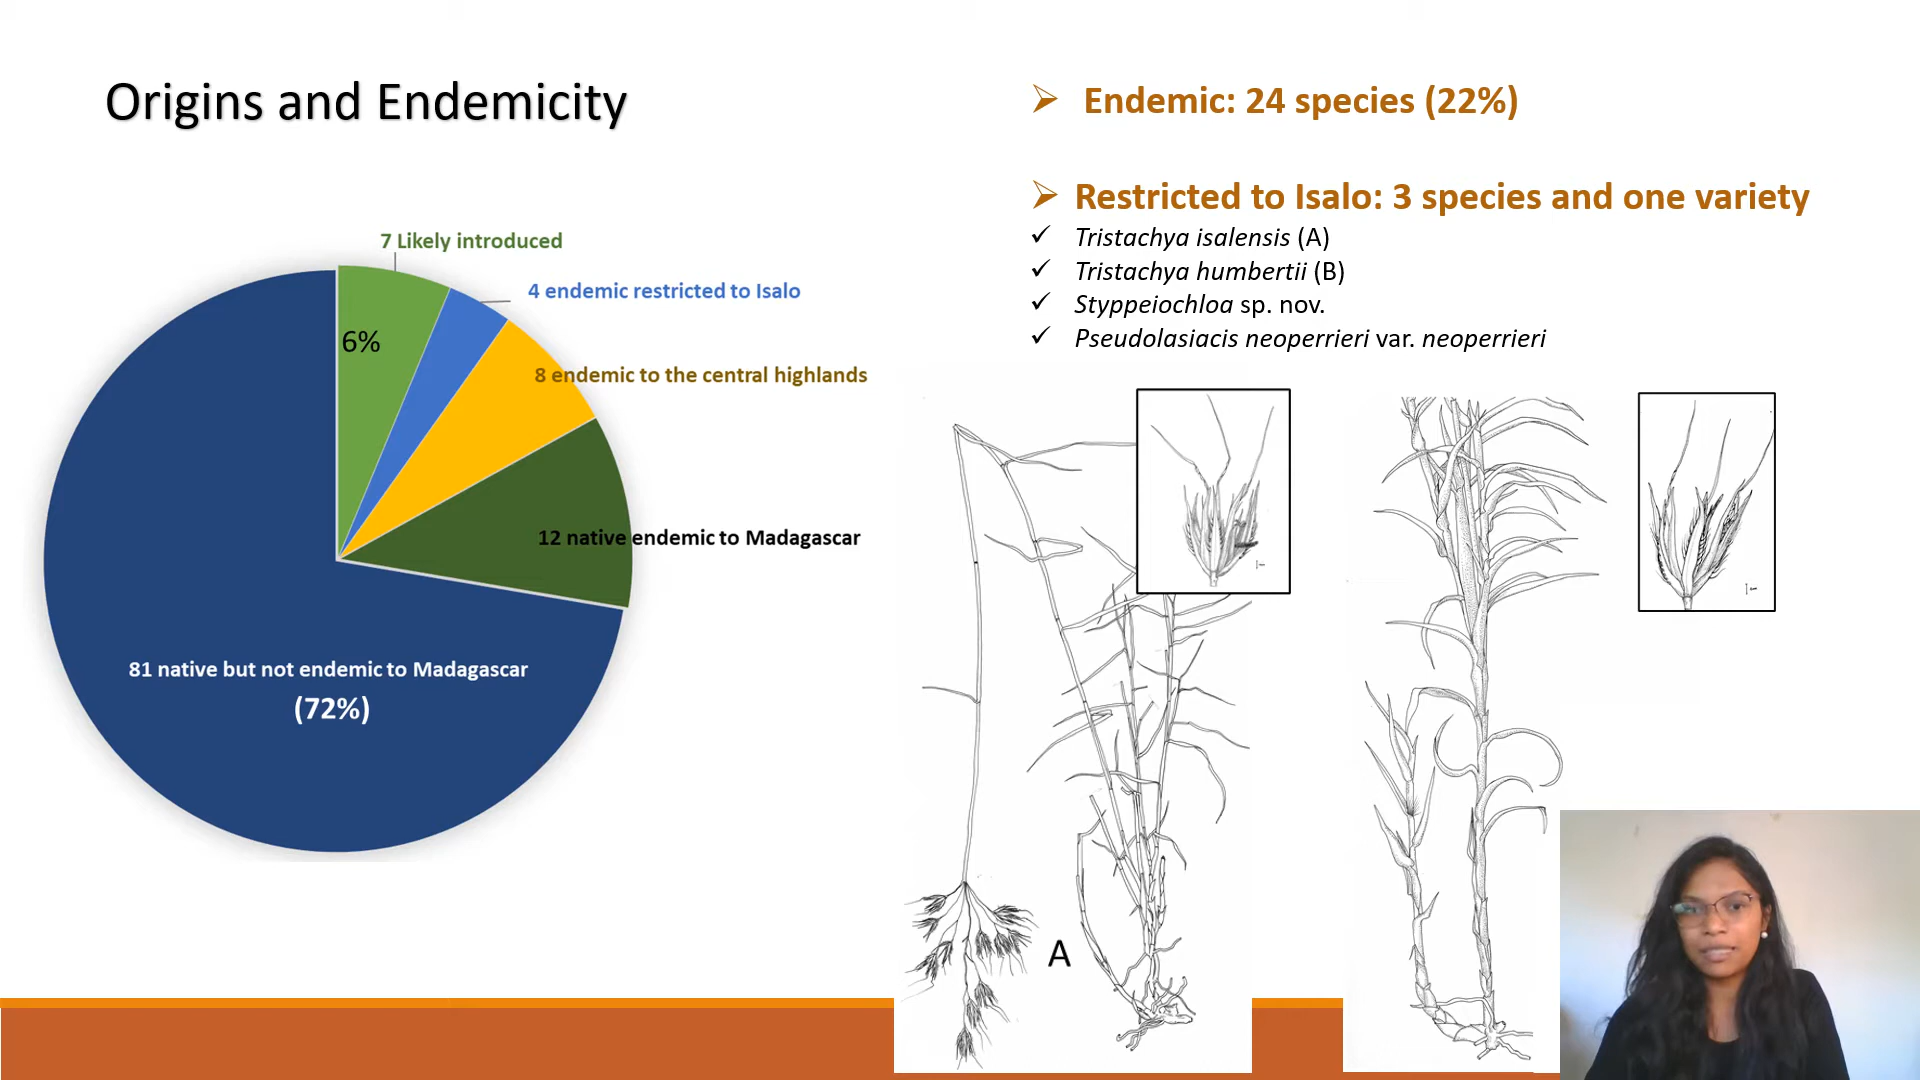 Origins and Endemicity
7 Likely introduced
4 endemic restricted to Isalo
6%
8 endemic to the central highlands
12 native endemic to Madagascar
81 native but not endemic to Madagascar
(72%)
Endemic: 24 species (22%)
Restricted to Isalo: 3 species and one variety
Tristachya isalensis (A)
Tristachya humbertii (B)
Styppeiochloa sp. nov.
Pseudolasiacis neoperrieri var. neoperrieri
A